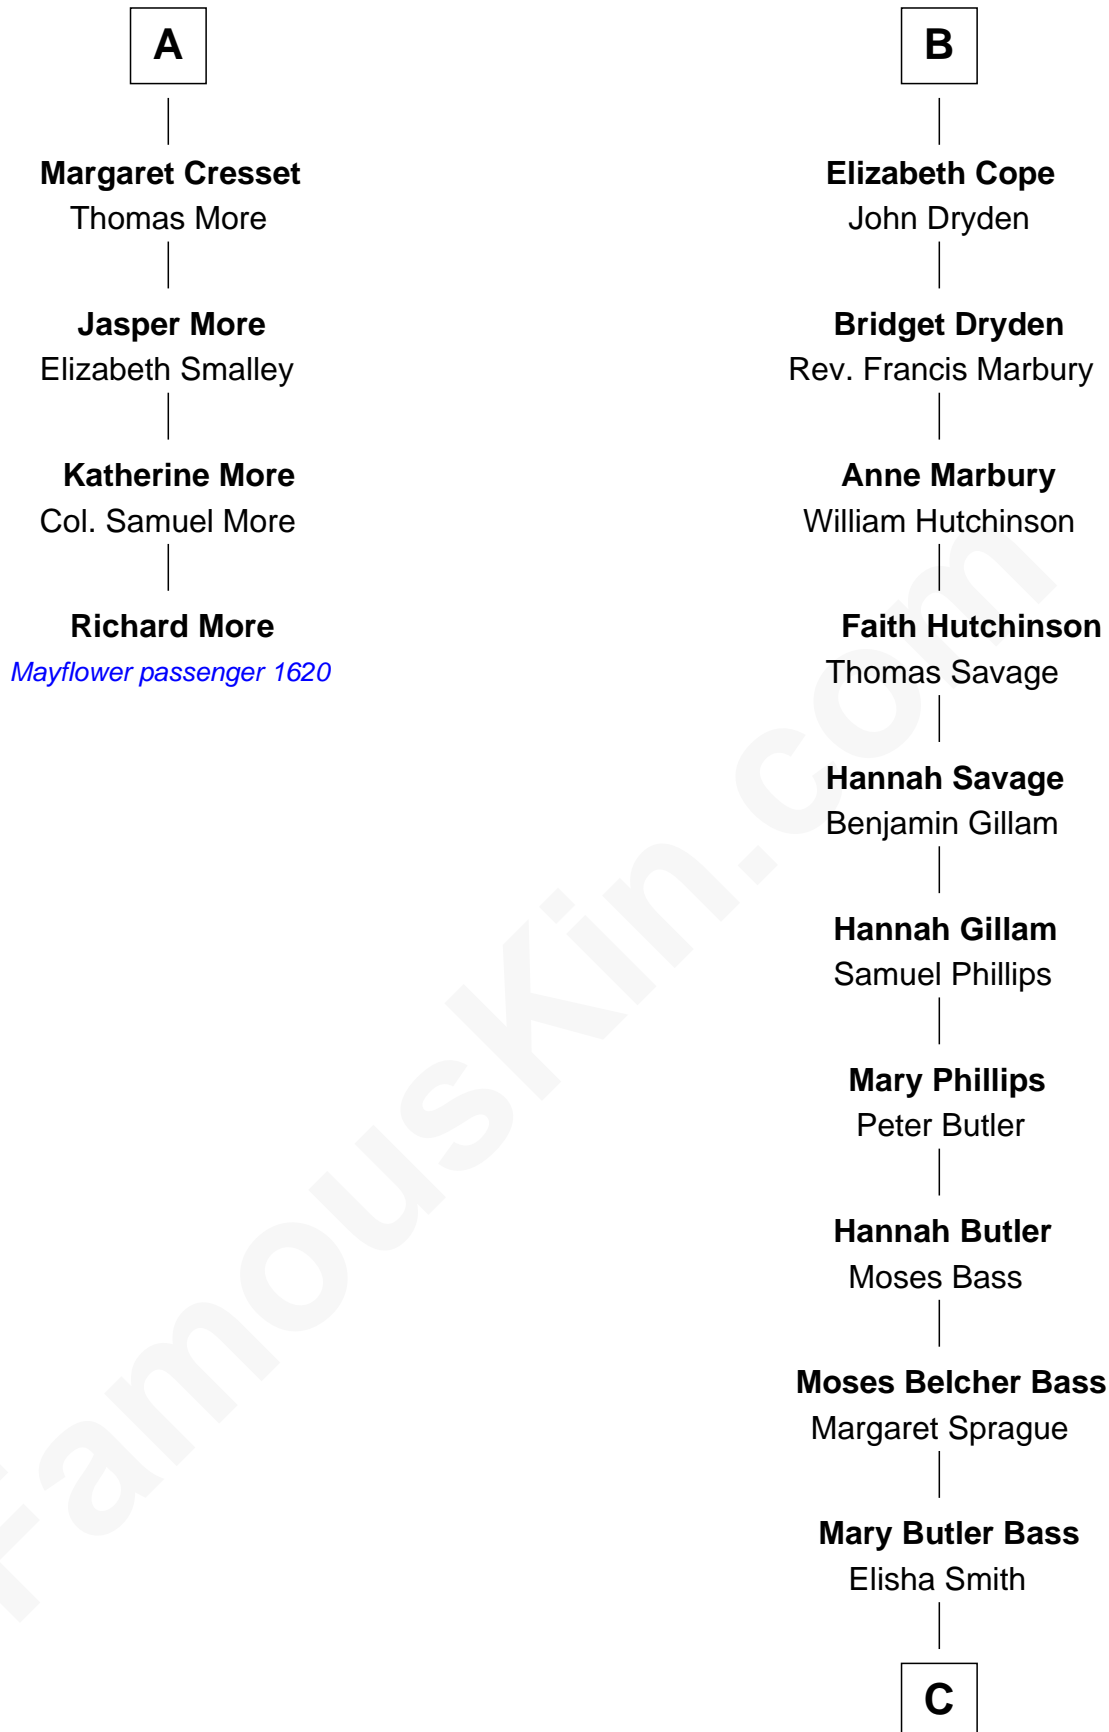 A
Margaret Cresset
Thomas More
Jasper More
Elizabeth Smalley
Katherine More
Col. Samuel More
Richard More
Mayflower passenger 1620
B
Elizabeth Cope
John Dryden
Bridget Dryden
Rev. Francis Marbury
Anne Marbury
William Hutchinson
Faith Hutchinson
Thomas Savage
Hannah Savage
Benjamin Gillam
Hannah Gillam
Samuel Phillips
Mary Phillips
Peter Butler
Hannah Butler
Moses Bass
Moses Belcher Bass
Margaret Sprague
Mary Butler Bass
Elisha Smith
C
FamousKin.com